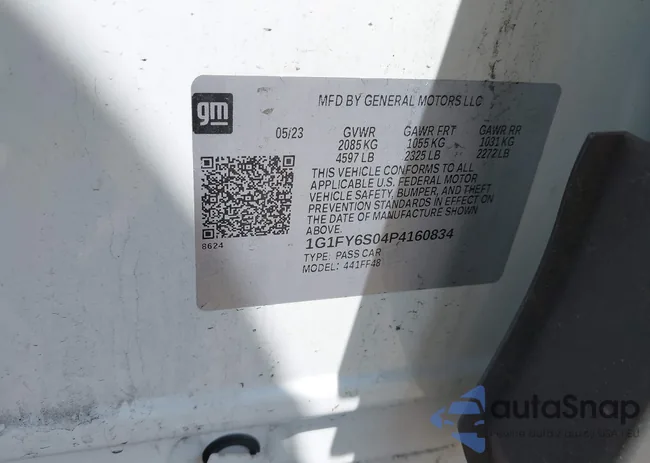 gm
MFD BY GENERAL MOTORS LLC
05/23 GVWR GAWR FRT GAWR RR
2085 KG 1055 KG 1031 KG
4597 LB 2325 LB 2272 LB
THIS VEHICLE CONFORMS TO ALL
APPLICABLE U.S. FEDERAL MOTOR
VEHICLE SAFETY, BUMPER, AND THEFT
PREVENTION STANDARDS IN EFFECT ON
THE DATE OF MANUFACTURE SHOWN
ABOVE.
8624
1G1FY6S04P4160834
TYPE: PASS CAR
MODEL: 441FF48
autaSnap